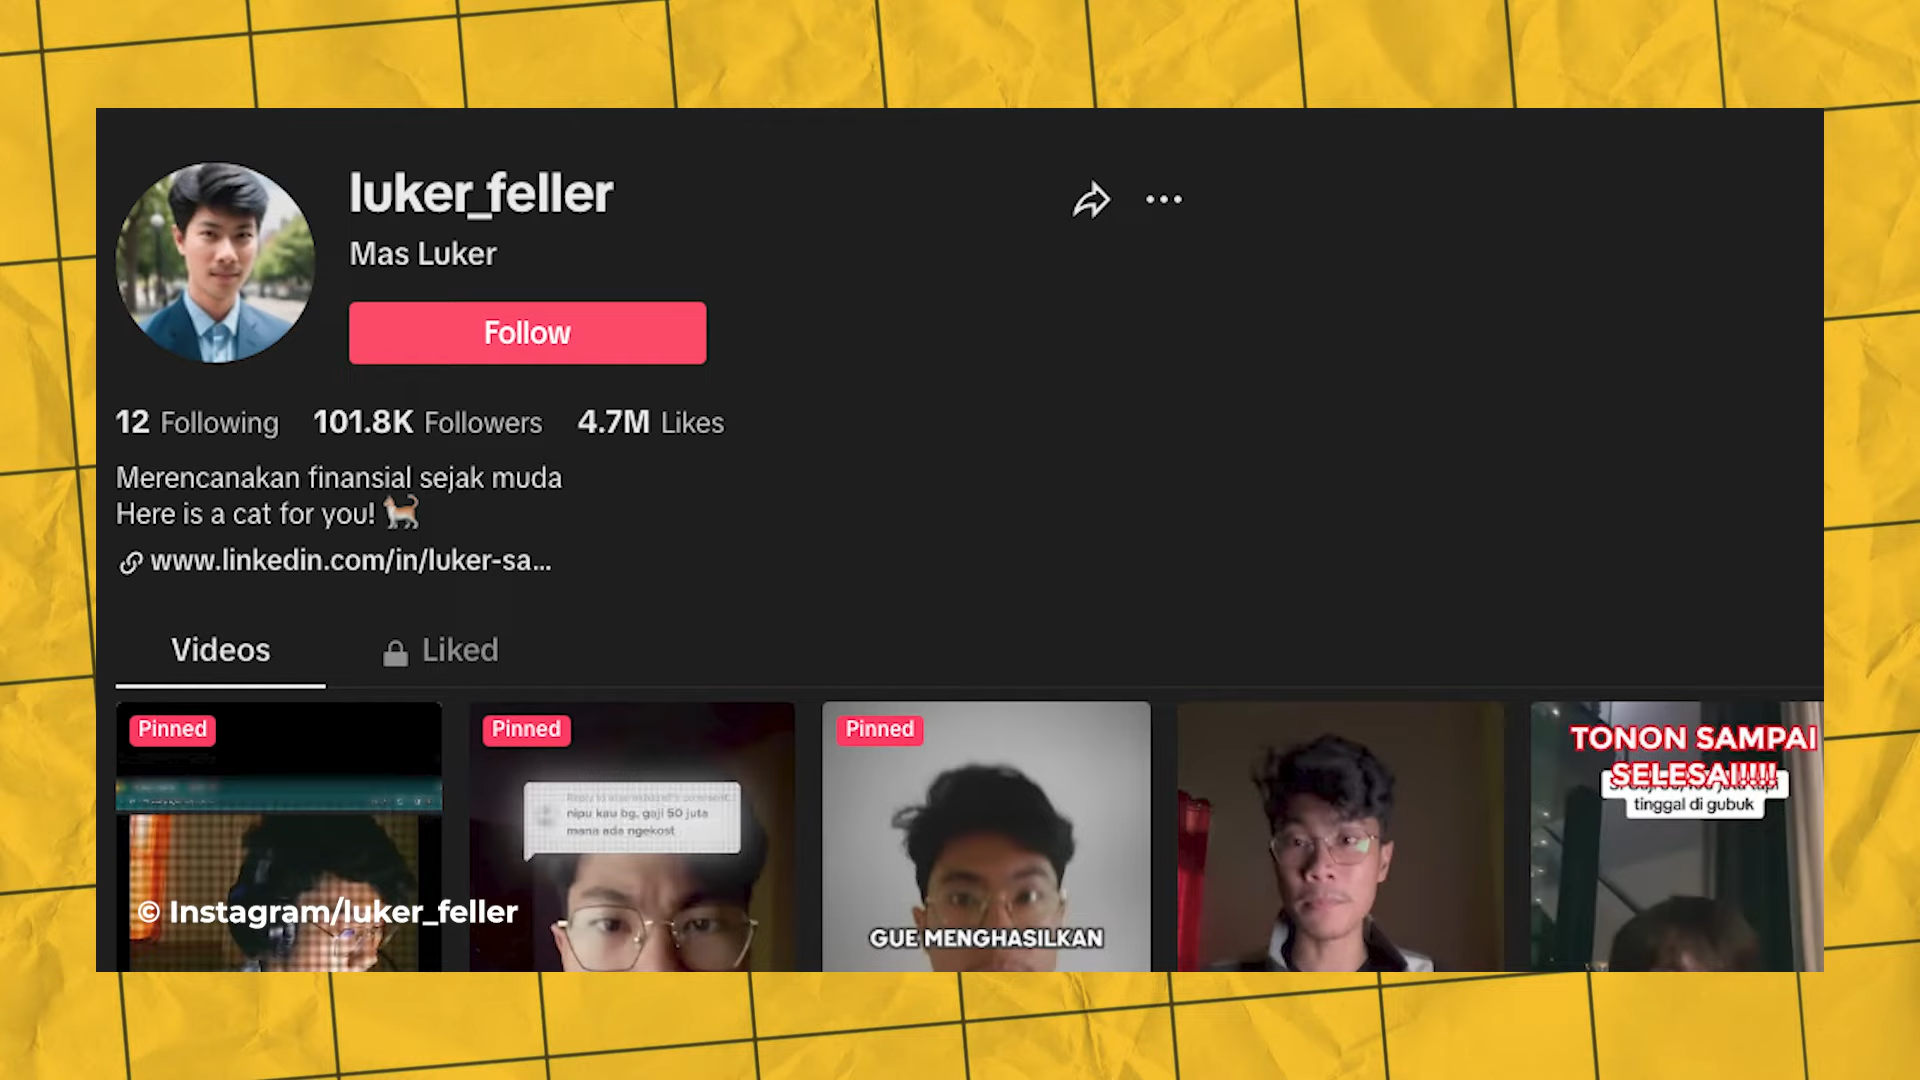 luker_feller
Mas Luker
Follow
12 Following 101.8K Followers 4.7M Likes
Merencanakan finansial sejak muda
Here is a cat for you!
www.linkedin.com/in/luker-sa...
Videos
Liked
Pinned
Pinned
nipu kau bg, gaji 50 juta
mana ada ngekost
Pinned
GUE MENGHASILKAN
TONON SAMPAI
SELESAI!!!!!
tinggal di gubuk
© Instagram/luker_feller